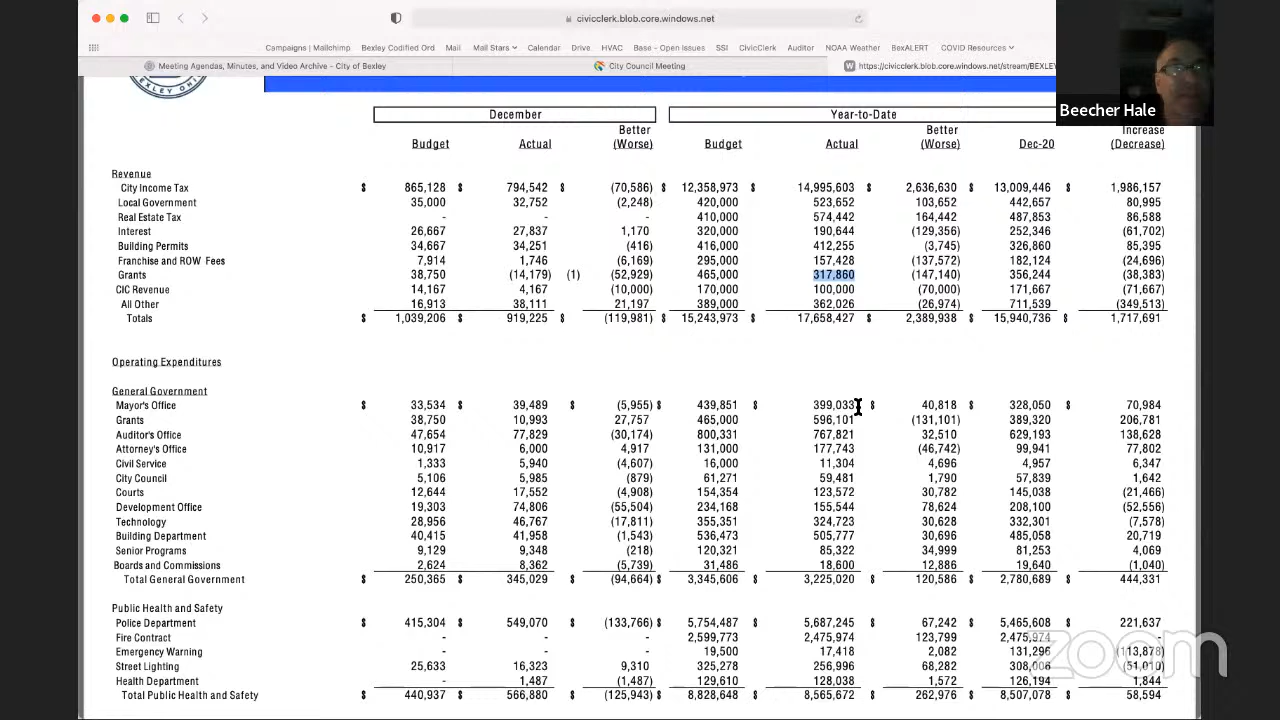 civicclerk.blob.core.windows.net
Campaigns | Mailchimp Bexley Codified Ord Mail Mail Stars Calendar Drive HVAC Base - Open Issues SSI CivicClerk Auditor NOAA Weather BexALERT COVID Resources
Meeting Agendas, Minutes, and Video Archive - City of Bexley City Council Meeting https://civicclerk.blob.core.windows.net/stream/BEXLEY
Beecher Hale
BEXLEY
December Year-to-Date
Better Better Increase
Budget Actual (Worse) Budget Actual (Worse) Dec-20 (Decrease)
Revenue
City Income Tax $ 865,128 $ 794,542 $ (70,586) $ 12,358,973 $ 14,995,603 $ 2,636,630 $ 13,009,446 $ 1,986,157
Local Government 35,000 32,752 (2,248) 420,000 523,652 103,652 442,657 80,995
Real Estate Tax - - - 410,000 574,442 164,442 487,853 86,588
Interest 26,667 27,837 1,170 320,000 190,644 (129,356) 252,346 (61,702)
Building Permits 34,667 34,251 (416) 416,000 412,255 (3,745) 326,860 85,395
Franchise and ROW Fees 7,914 1,746 (6,169) 295,000 157,428 (137,572) 182,124 (24,696)
Grants 38,750 (14,179) (1) (52,929) 465,000 317,860 (147,140) 356,244 (38,383)
CIC Revenue 14,167 4,167 (10,000) 170,000 100,000 (70,000) 171,667 (71,667)
All Other 16,913 38,111 21,197 389,000 362,026 (26,974) 711,539 (349,513)
Totals $ 1,039,206 $ 919,225 $ (119,981) $ 15,243,973 $ 17,658,427 $ 2,389,938 $ 15,940,736 $ 1,717,691
Operating Expenditures
General Government
Mayor's Office $ 33,534 $ 39,489 $ (5,955) $ 439,851 $ 399,033 $ 40,818 $ 328,050 $ 70,984
Grants 38,750 10,993 27,757 465,000 596,101 (131,101) 389,320 206,781
Auditor's Office 47,654 77,829 (30,174) 800,331 767,821 32,510 629,193 138,628
Attorney's Office 10,917 6,000 4,917 131,000 177,743 (46,742) 99,941 77,802
Civil Service 1,333 5,940 (4,607) 16,000 11,304 4,696 4,957 6,347
City Council 5,106 5,985 (879) 61,271 59,481 1,790 57,839 1,642
Courts 12,644 17,552 (4,908) 154,354 123,572 30,782 145,038 (21,466)
Development Office 19,303 74,806 (55,504) 234,168 155,544 78,624 208,100 (52,556)
Technology 28,956 46,767 (17,811) 355,351 324,723 30,628 332,301 (7,578)
Building Department 40,415 41,958 (1,543) 536,473 505,777 30,696 485,058 20,719
Senior Programs 9,129 9,348 (218) 120,321 85,322 34,999 81,253 4,069
Boards and Commissions 2,624 8,362 (5,739) 31,486 18,600 12,886 19,640 (1,040)
Total General Government $ 250,365 $ 345,029 $ (94,664) $ 3,345,606 $ 3,225,020 $ 120,586 $ 2,780,689 $ 444,331
Public Health and Safety
Police Department $ 415,304 $ 549,070 $ (133,766) $ 5,754,487 $ 5,687,245 $ 67,242 $ 5,465,608 $ 221,637
Fire Contract - - - 2,599,773 2,475,974 123,799 2,475,974 -
Emergency Warning - - - 19,500 17,418 2,082 131,296 (113,878)
Street Lighting 25,633 16,323 9,310 325,278 256,996 68,282 308,006 (51,010)
Health Department - 1,487 (1,487) 129,610 128,038 1,572 126,194 1,844
Total Public Health and Safety $ 440,937 $ 566,880 $ (125,943) $ 8,828,648 $ 8,565,672 $ 262,976 $ 8,507,078 $ 58,594
zoom